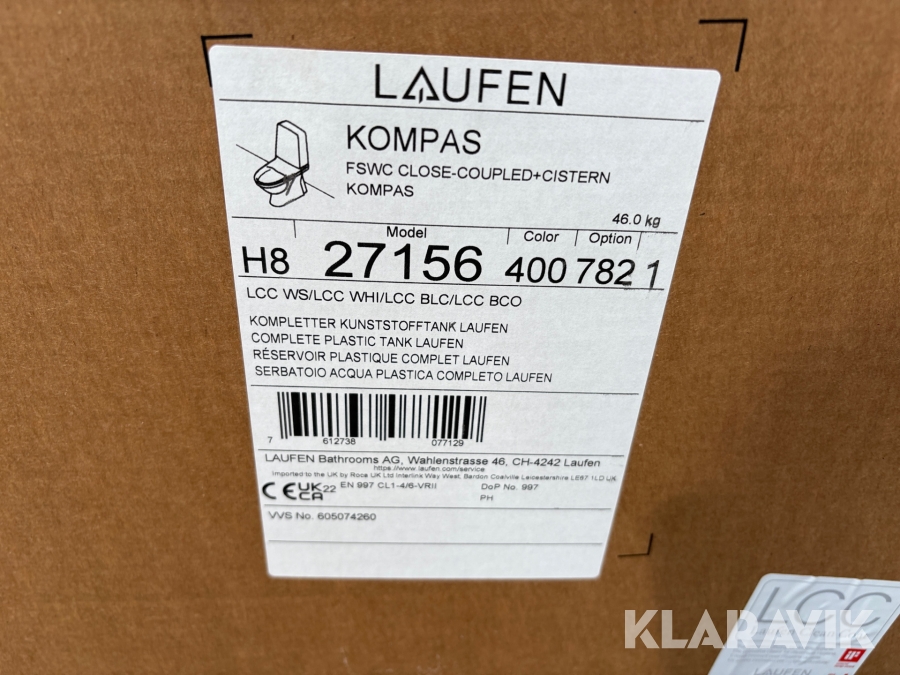 LAUFEN
KOMPAS
FSWC CLOSE-COUPLED+CISTERN
KOMPAS
46.0 kg
Model Color Option
H8 27156 400 782 1
LCC WS/LCC WHI/LCC BLC/LCC BCO
KOMPLETTER KUNSTSTOFFTANK LAUFEN
COMPLETE PLASTIC TANK LAUFEN
RÉSERVOIR PLASTIQUE COMPLET LAUFEN
SERBATOIO ACQUA PLASTICA COMPLETO LAUFEN
7 612738 077129
LAUFEN Bathrooms AG, Wahlenstrasse 46, CH-4242 Laufen
https://www.laufen.com/service
Imported to the UK by Roca UK Ltd Interlink Way West, Bardon Coalville Leicestershire LE67 1LD UK
CE UKCA 22 EN 997 CL1-4/6-VRII DoP No. 997
PH
VVS No. 605074260
LCC
KLARAVIK
LAUFEN